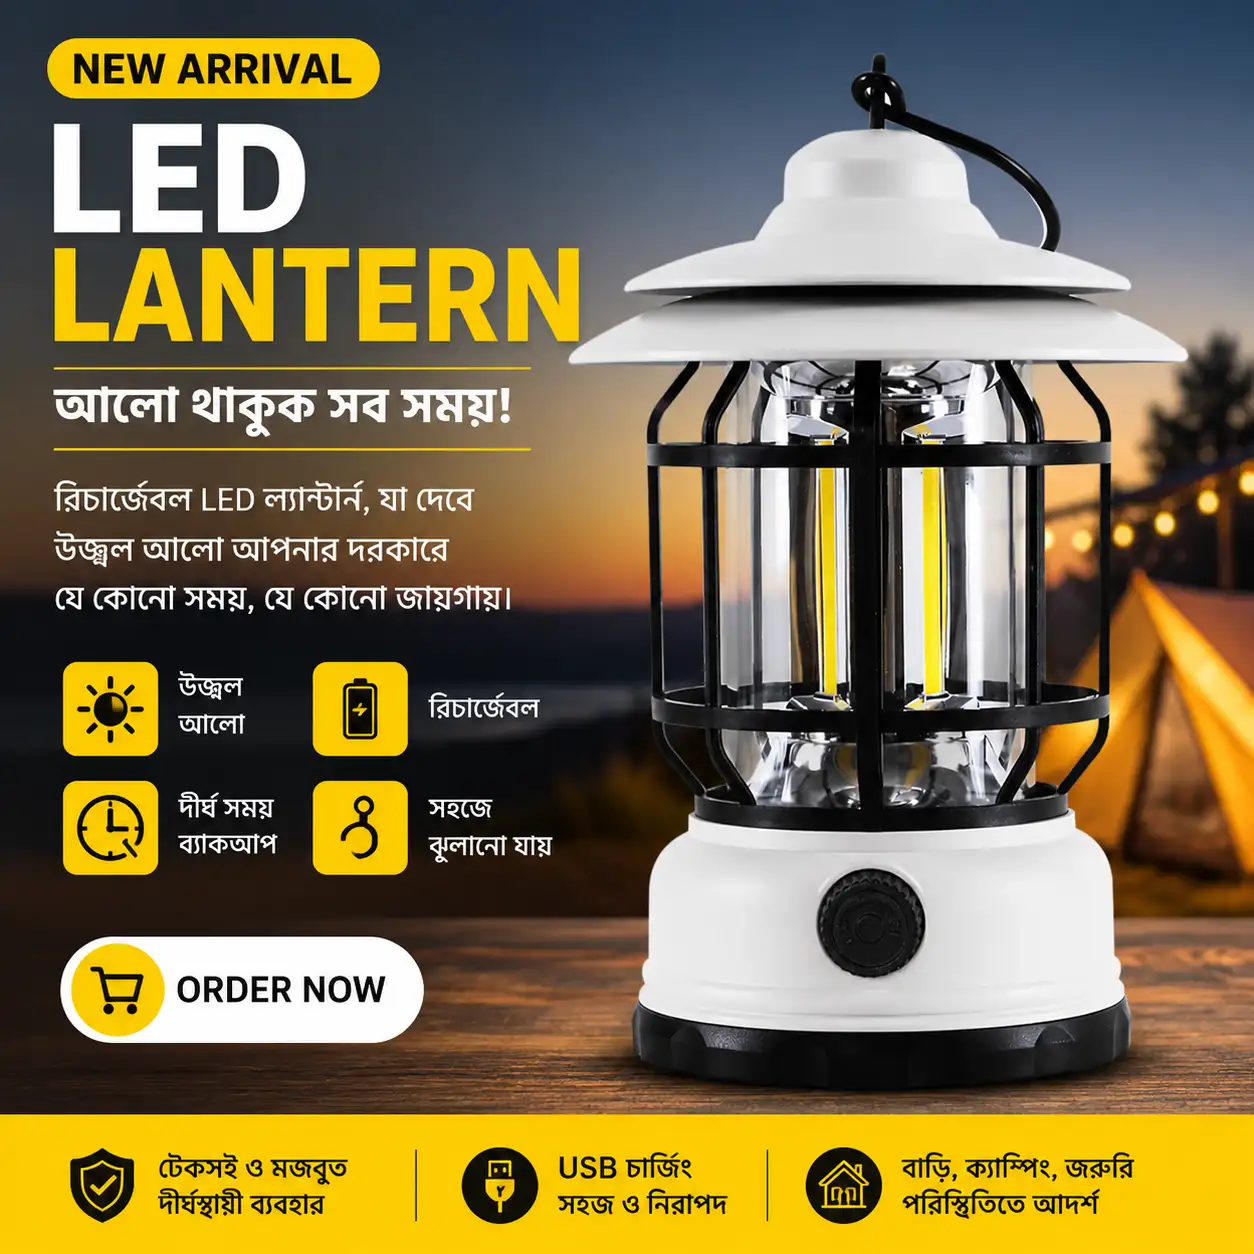 NEW ARRIVAL
LED
LANTERN
আলো থাকুক সব সময়!
রিচার্জেবল LED ল্যান্টার্ন, যা দেবে
উজ্জ্বল আলো আপনার দরকারে
যে কোনো সময়, যে কোনো জায়গায়।
উজ্জ্বল
আলো
রিচার্জেবল
দীর্ঘ সময়
ব্যাকআপ
সহজে
ঝুলানো যায়
ORDER NOW
টেকসই ও মজবুত
দীর্ঘস্থায়ী ব্যবহার
USB চার্জিং
সহজ ও নিরাপদ
বাড়ি, ক্যাম্পিং, জরুরি
পরিস্থিতিতে আদর্শ